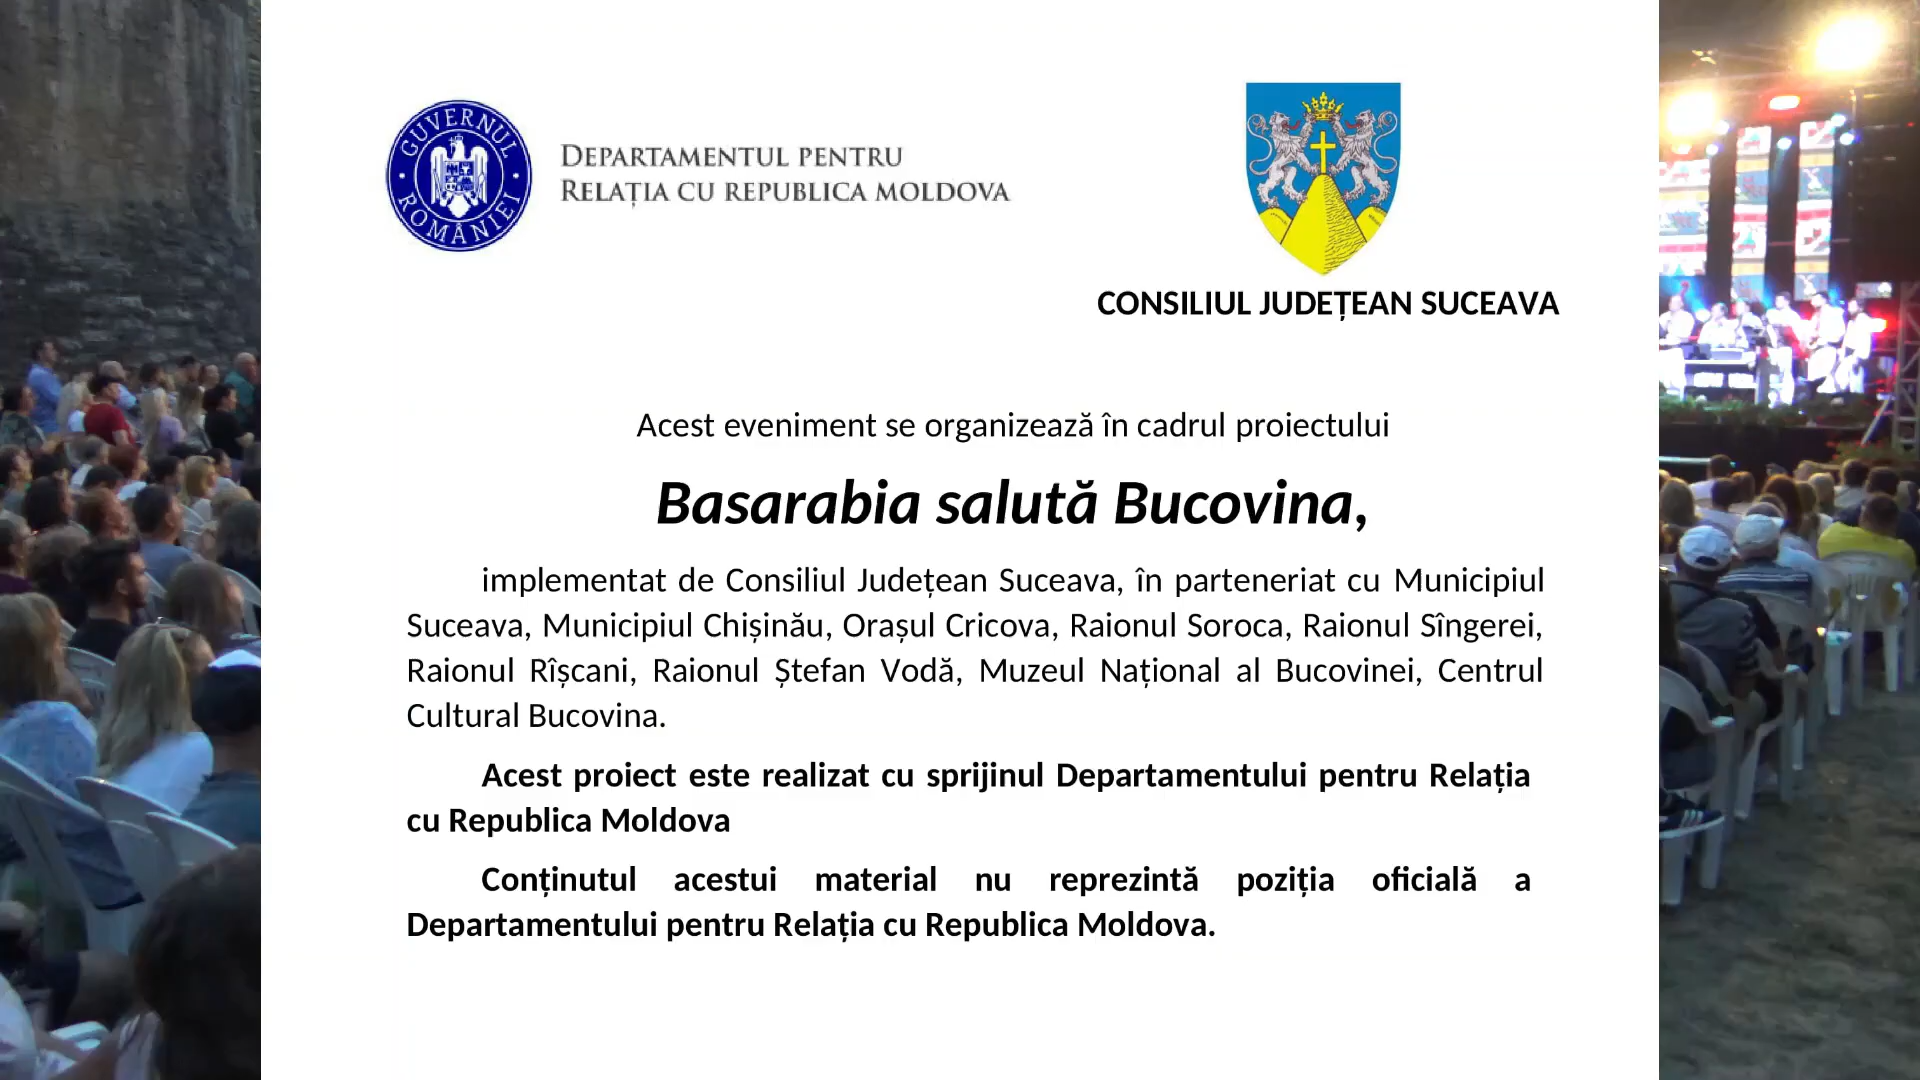 GUVERNUL ROMÂNIEI
DEPARTAMENTUL PENTRU
RELAȚIA CU REPUBLICA MOLDOVA
CONSILIUL JUDEȚEAN SUCEAVA
Acest eveniment se organizează în cadrul proiectului
Basarabia salută Bucovina,
implementat de Consiliul Județean Suceava, în parteneriat cu Municipiul
Suceava, Municipiul Chișinău, Orașul Cricova, Raionul Soroca, Raionul Sîngerei,
Raionul Rîșcani, Raionul Ștefan Vodă, Muzeul Național al Bucovinei, Centrul
Cultural Bucovina.
Acest proiect este realizat cu sprijinul Departamentului pentru Relația
cu Republica Moldova
Conținutul acestui material nu reprezintă poziția oficială a
Departamentului pentru Relația cu Republica Moldova.